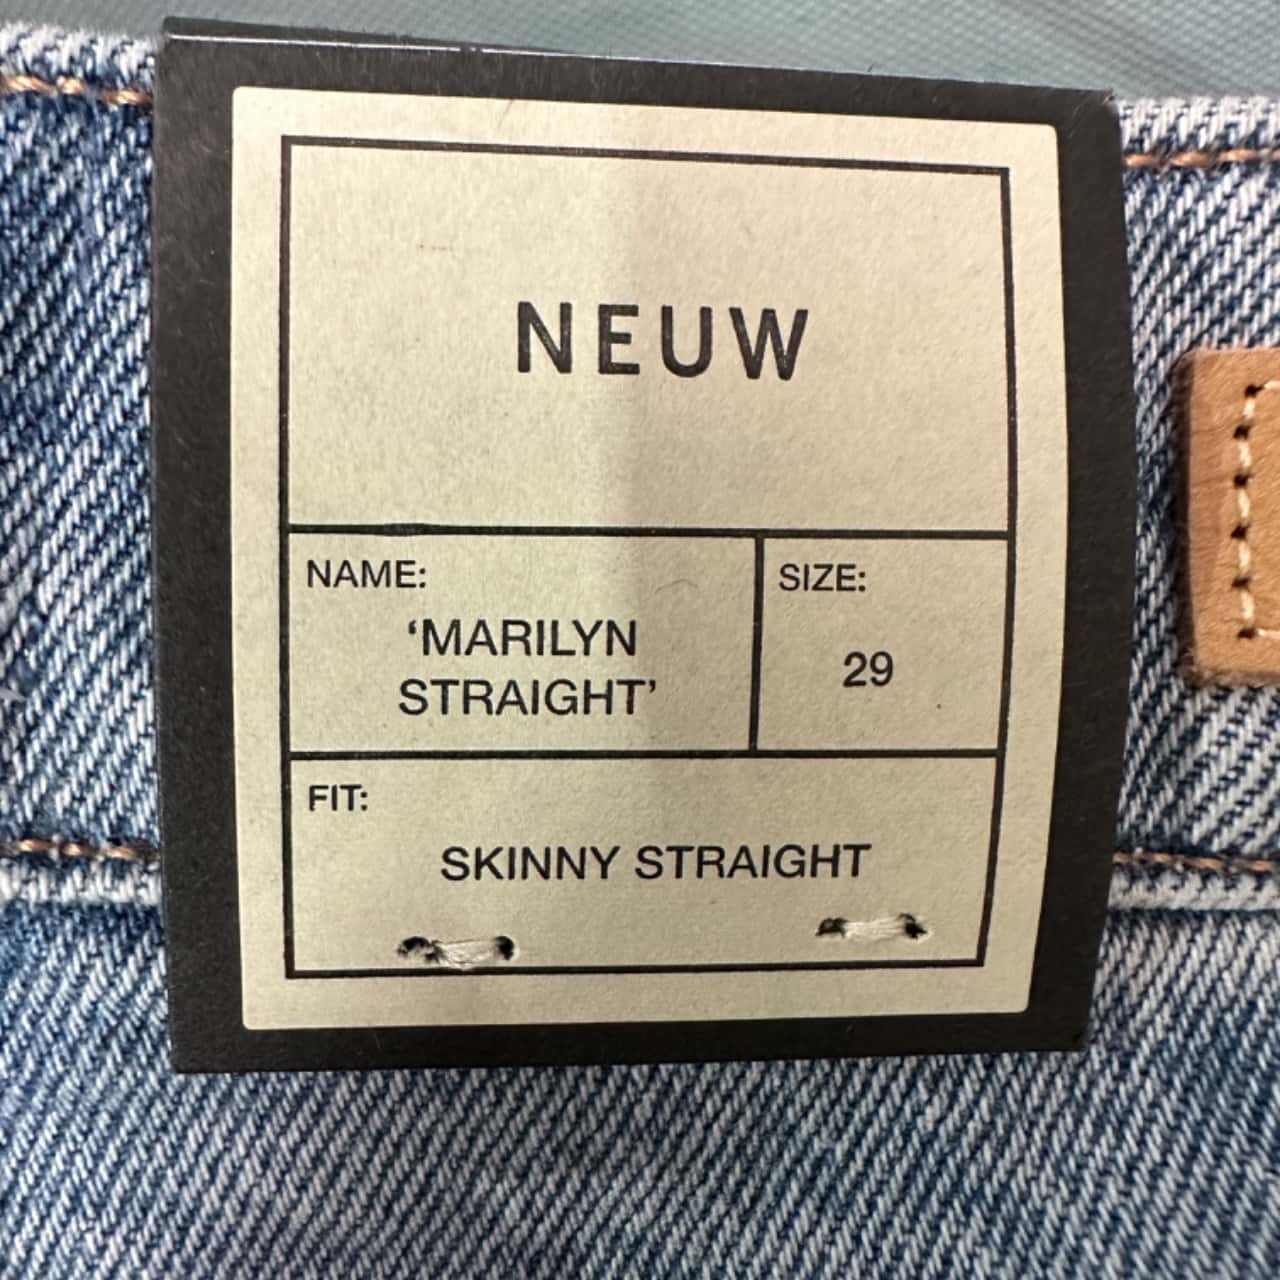 NEUW
NAME:
‘MARILYN
STRAIGHT’
SIZE:
29
FIT:
SKINNY STRAIGHT